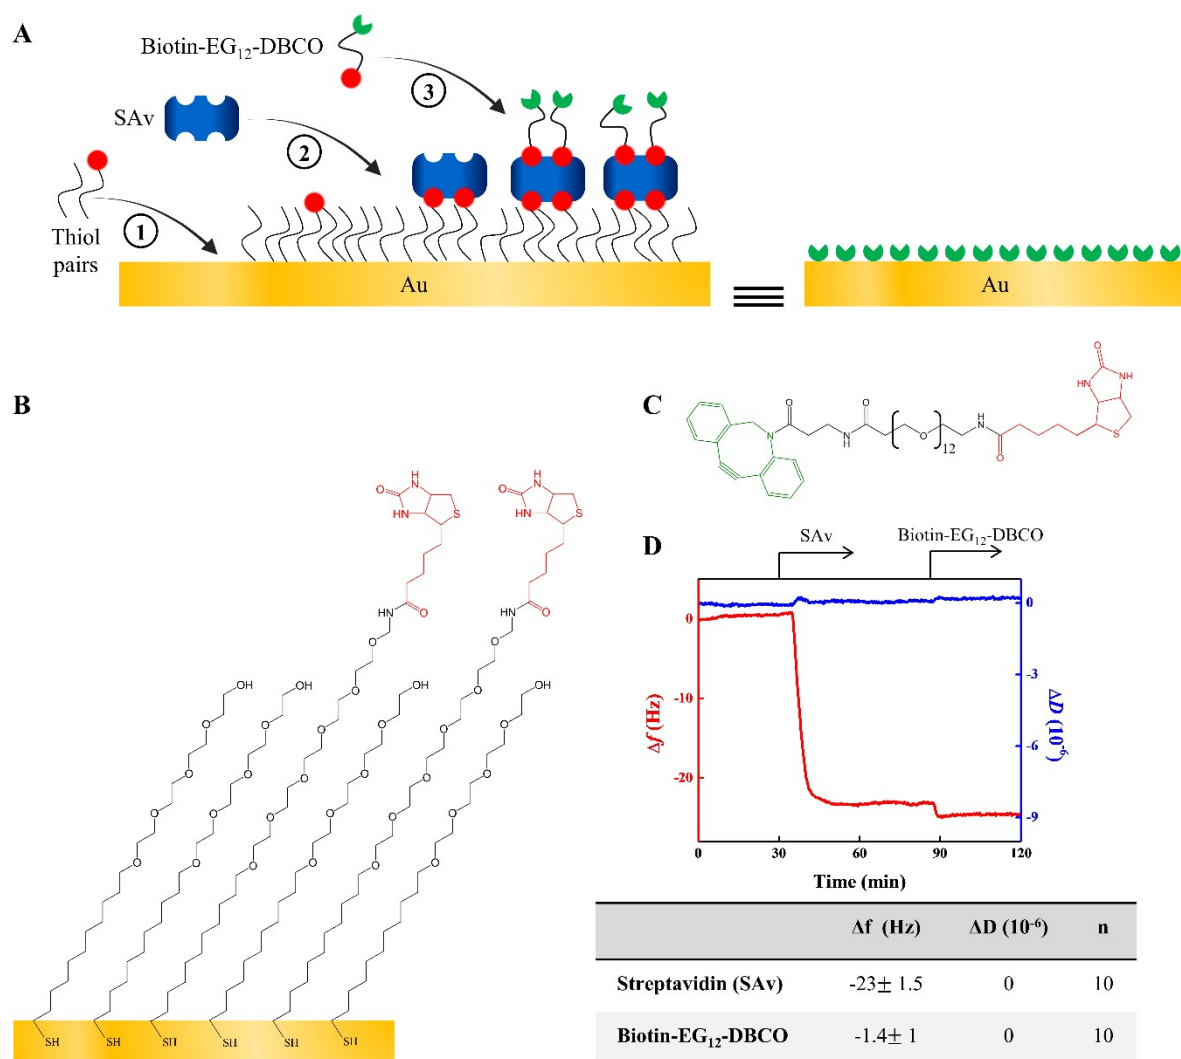 A
Biotin-EG12-DBCO
SAv
Thiol
pairs
1
2
3
Au
Au
B
O
H
N
HN
S
O
HN
O
O
O
O
O
OH
O
H
N
HN
S
O
HN
O
O
O
O
O
OH
OH
OH
O
O
O
O
O
O
O
O
O
O
O
O
SH
SH
SH
SH
SH
SH
C
N
O
N
H
O
O
12
H
N
O
O
HN
NH
S
D
SAv
Biotin-EG12-DBCO
0
-10
-20
Δf (Hz)
0
-3
-6
-9
ΔD (10-6)
0
30
60
90
120
Time (min)
Δf (Hz) ΔD (10-6) n
Streptavidin (SAv) -23± 1.5 0 10
Biotin-EG12-DBCO -1.4± 1 0 10